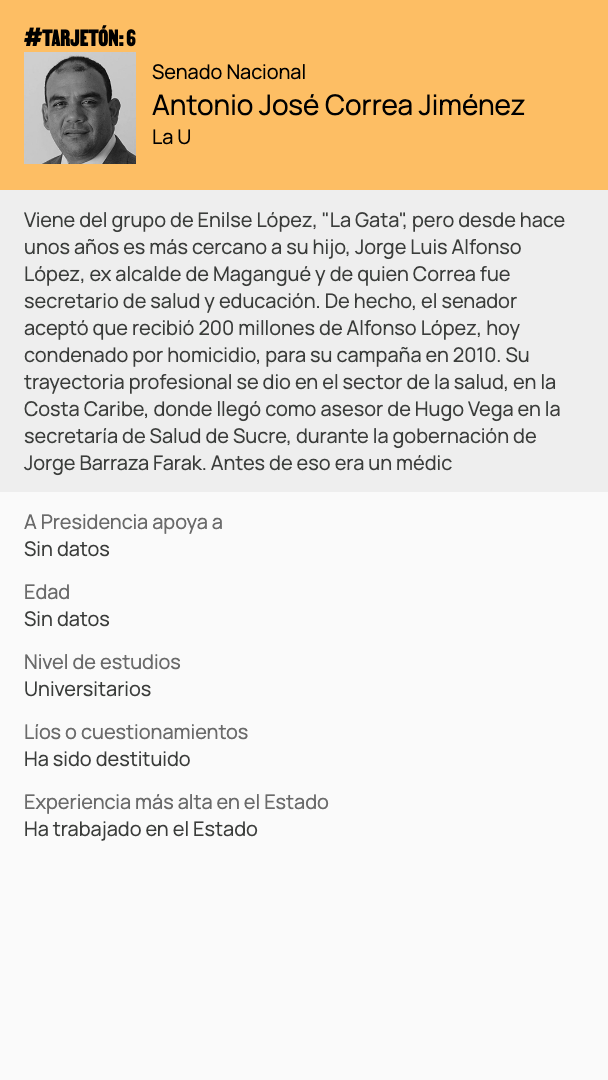 #TARJETÓN: 6
Senado Nacional
Antonio José Correa Jiménez
La U
Viene del grupo de Enilse López, "La Gata", pero desde hace
unos años es más cercano a su hijo, Jorge Luis Alfonso
López, ex alcalde de Magangué y de quien Correa fue
secretario de salud y educación. De hecho, el senador
aceptó que recibió 200 millones de Alfonso López, hoy
condenado por homicidio, para su campaña en 2010. Su
trayectoria profesional se dio en el sector de la salud, en la
Costa Caribe, donde llegó como asesor de Hugo Vega en la
secretaría de Salud de Sucre, durante la gobernación de
Jorge Barraza Farak. Antes de eso era un médic
A Presidencia apoya a
Sin datos
Edad
Sin datos
Nivel de estudios
Universitarios
Líos o cuestionamientos
Ha sido destituido
Experiencia más alta en el Estado
Ha trabajado en el Estado